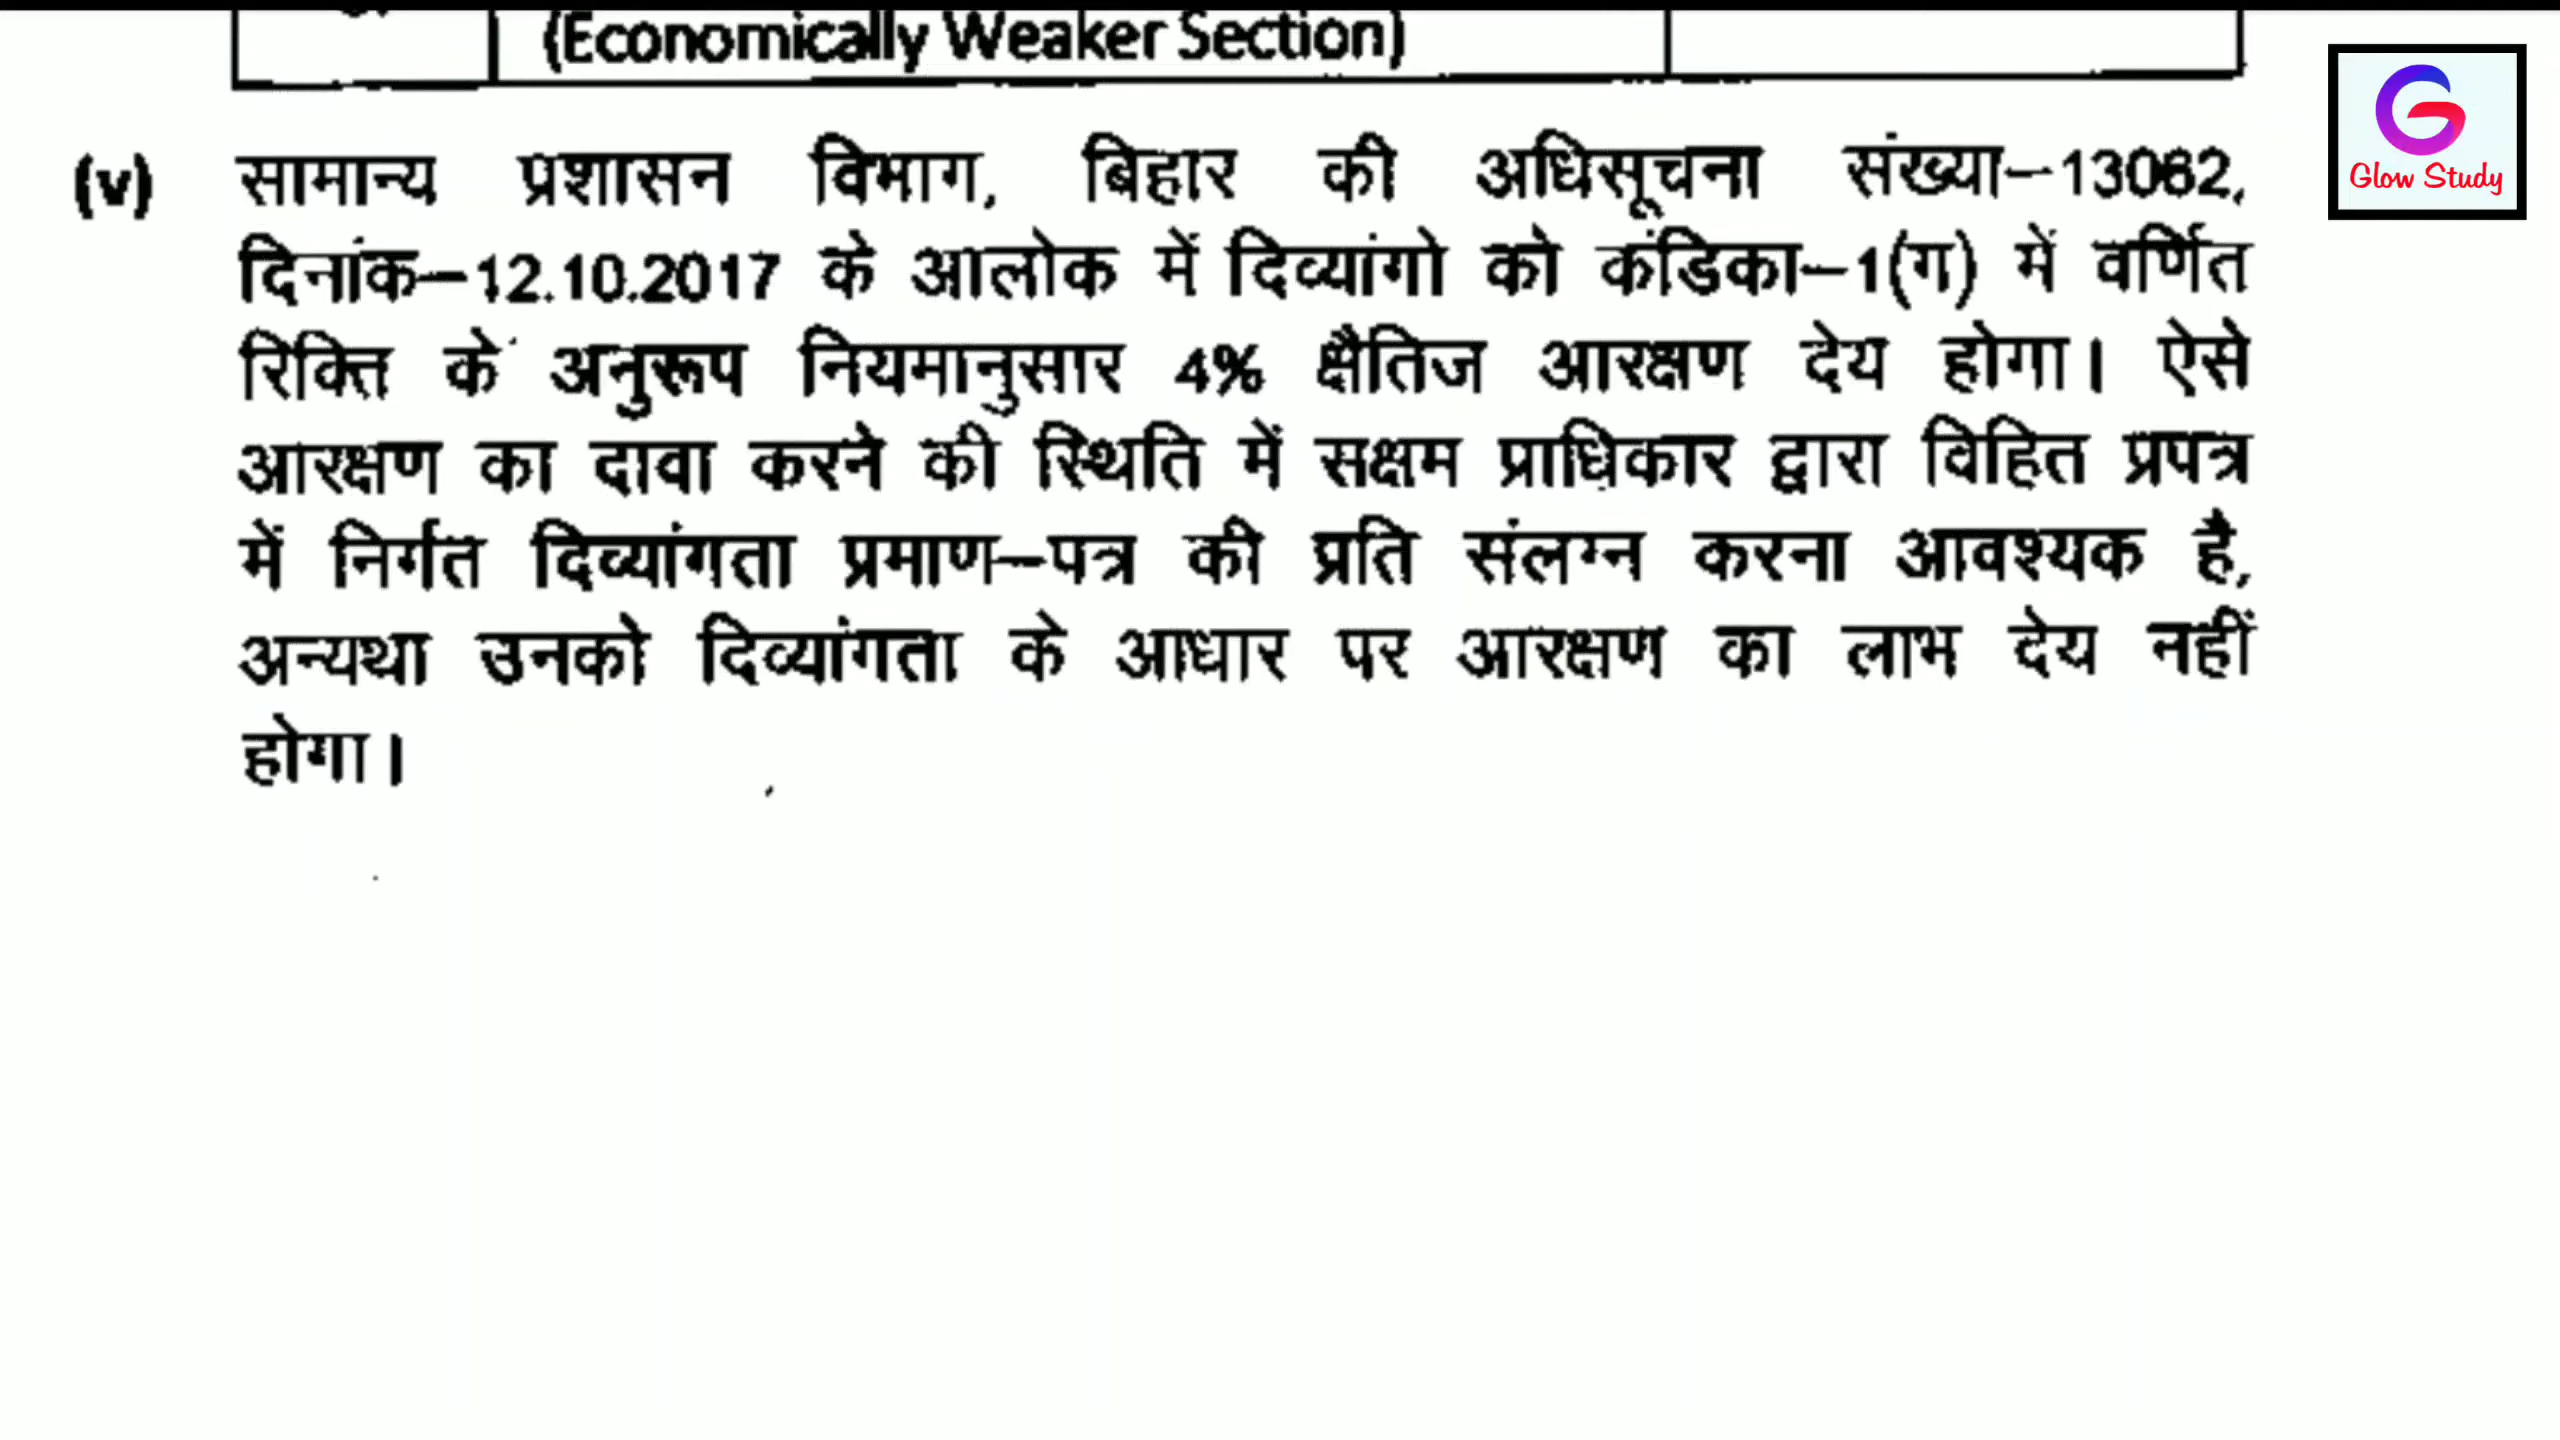 (Economically Weaker Section)
(v) सामान्य प्रशासन विभाग, बिहार की अधिसूचना संख्या–13062,
दिनांक–12.10.2017 के आलोक में दिव्यांगो को कंडिका–1(ग) में वर्णित
रिक्ति के अनुरूप नियमानुसार 4% क्षैतिज आरक्षण देय होगा। ऐसे
आरक्षण का दावा करने की स्थिति में सक्षम प्राधिकार द्वारा विहित प्रपत्र
में निर्गत दिव्यांगता प्रमाण–पत्र की प्रति संलग्न करना आवश्यक है,
अन्यथा उनको दिव्यांगता के आधार पर आरक्षण का लाभ देय नहीं
होगा।
Glow Study